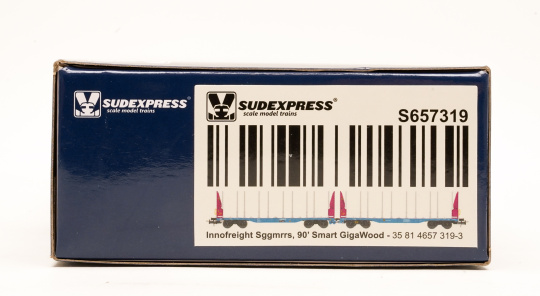 SUDEXPRESS®
scale model trains
SUDEXPRESS®
scale model trains
S657319
Innofreight Sggmrrs, 90' Smart GigaWood - 35 81 4657 319-3